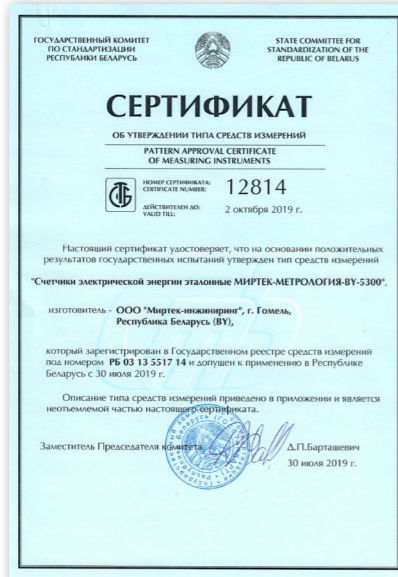 ГОСУДАРСТВЕННЫЙ КОМИТЕТ
ПО СТАНДАРТИЗАЦИИ
РЕСПУБЛИКИ БЕЛАРУСЬ
STATE COMMITTEE FOR
STANDARDIZATION OF THE
REPUBLIC OF BELARUS
СЕРТИФИКАТ
ОБ УТВЕРЖДЕНИИ ТИПА СРЕДСТВ ИЗМЕРЕНИЙ
PATTERN APPROVAL CERTIFICATE
OF MEASURING INSTRUMENTS
НОМЕР СЕРТИФИКАТА:
CERTIFICATE NUMBER:
12814
ДЕЙСТВИТЕЛЕН ДО:
VALID TILL:
2 октября 2019 г.
Настоящий сертификат удостоверяет, что на основании положительных
результатов государственных испытаний утвержден тип средств измерений
"Счетчики электрической энергии эталонные МИРТЕК-МЕТРОЛОГИЯ-BY-5300",
изготовитель - ООО "Миртек-инжиниринг", г. Гомель,
Республика Беларусь (BY),
который зарегистрирован в Государственном реестре средств измерений
под номером РБ 03 13 5517 14 и допущен к применению в Республике
Беларусь с 30 июля 2019 г.
Описание типа средств измерений приведено в приложении и является
неотъемлемой частью настоящего сертификата.
Заместитель Председателя комитета
Д.П.Барташевич
30 июля 2019 г.